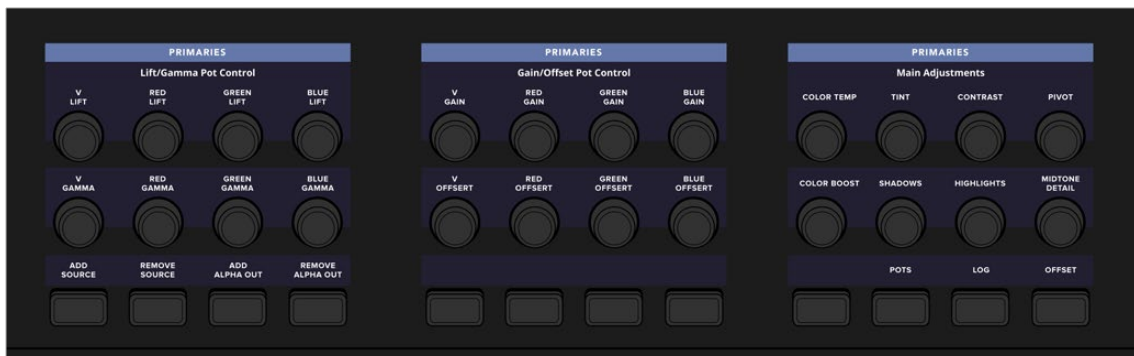 PRIMARIES
Lift/Gamma Pot Control
V LIFT
RED LIFT
GREEN LIFT
BLUE LIFT
V GAMMA
RED GAMMA
GREEN GAMMA
BLUE GAMMA
ADD SOURCE
REMOVE SOURCE
ADD ALPHA OUT
REMOVE ALPHA OUT
PRIMARIES
Gain/Offset Pot Control
V GAIN
RED GAIN
GREEN GAIN
BLUE GAIN
V OFFSERT
RED OFFSERT
GREEN OFFSERT
BLUE OFFSERT
PRIMARIES
Main Adjustments
COLOR TEMP
TINT
CONTRAST
PIVOT
COLOR BOOST
SHADOWS
HIGHLIGHTS
MIDTONE DETAIL
POTS
LOG
OFFSET